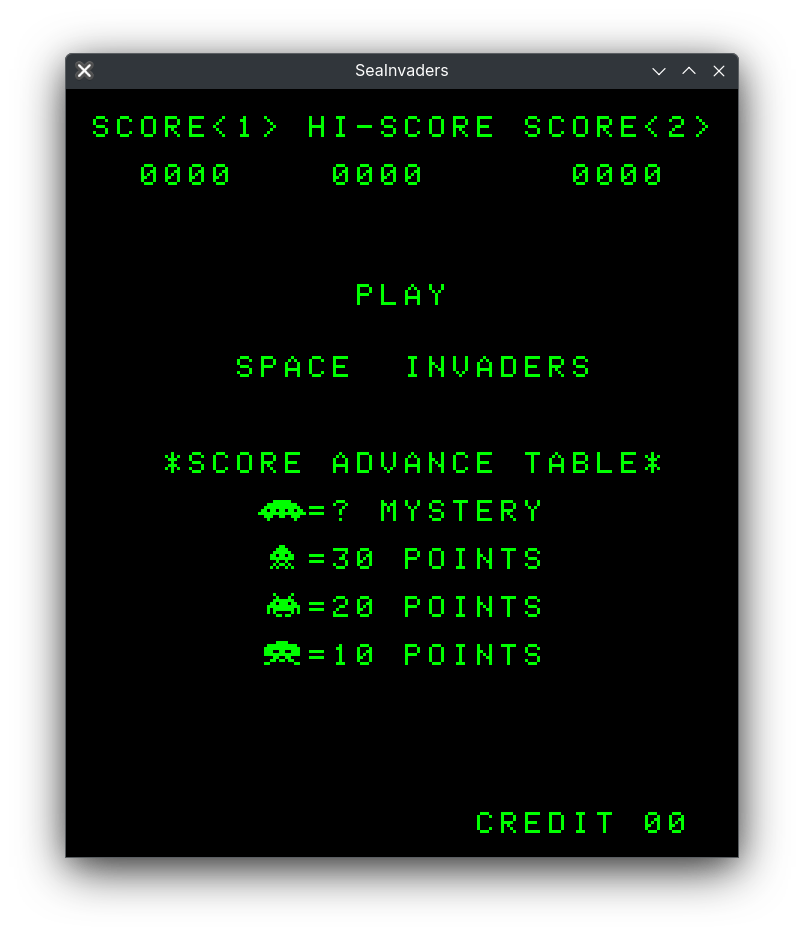 SeaInvaders
SCORE<1> HI-SCORE SCORE<2>
0000 0000 0000
PLAY
SPACE INVADERS
*SCORE ADVANCE TABLE*
=? MYSTERY
=30 POINTS
=20 POINTS
=10 POINTS
CREDIT 00